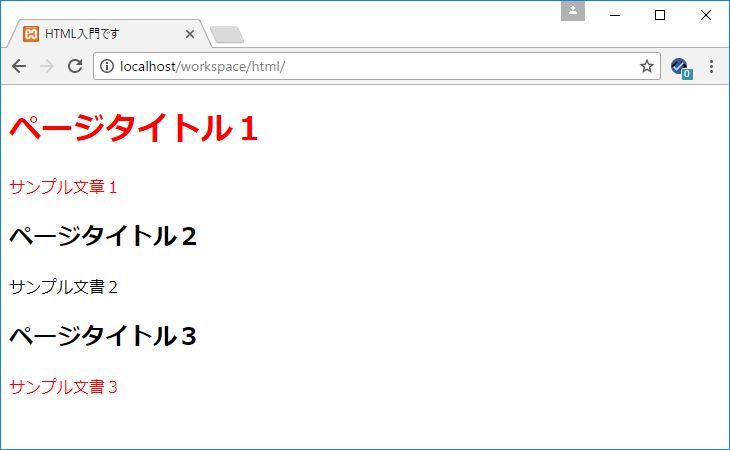 HTML入門です
localhost/workspace/html/
0
ページタイトル１
サンプル文章１
ページタイトル２
サンプル文書２
ページタイトル３
サンプル文書３